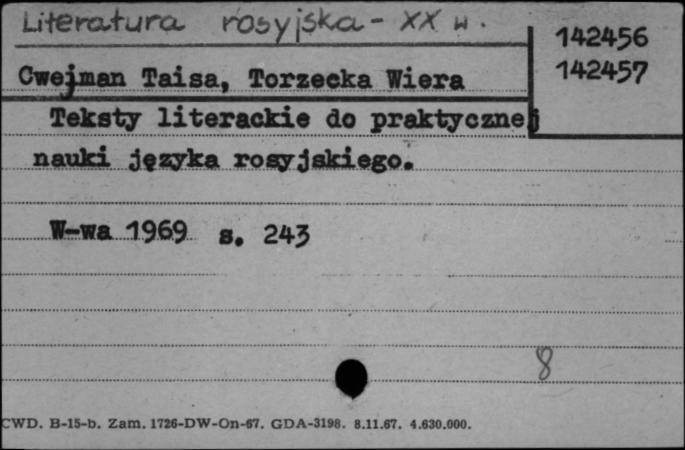 Literatura rosyjska - XX w.
142456
142457
Cwejman Taisa, Torzecka Wiera
Teksty literackie do praktycznej
nauki języka rosyjskiego.
W-wa 1969 s. 243
8
CWD. B-15-b. Zam. 1726-DW-On-67. GDA-3198. 8.11.67. 4.630.000.